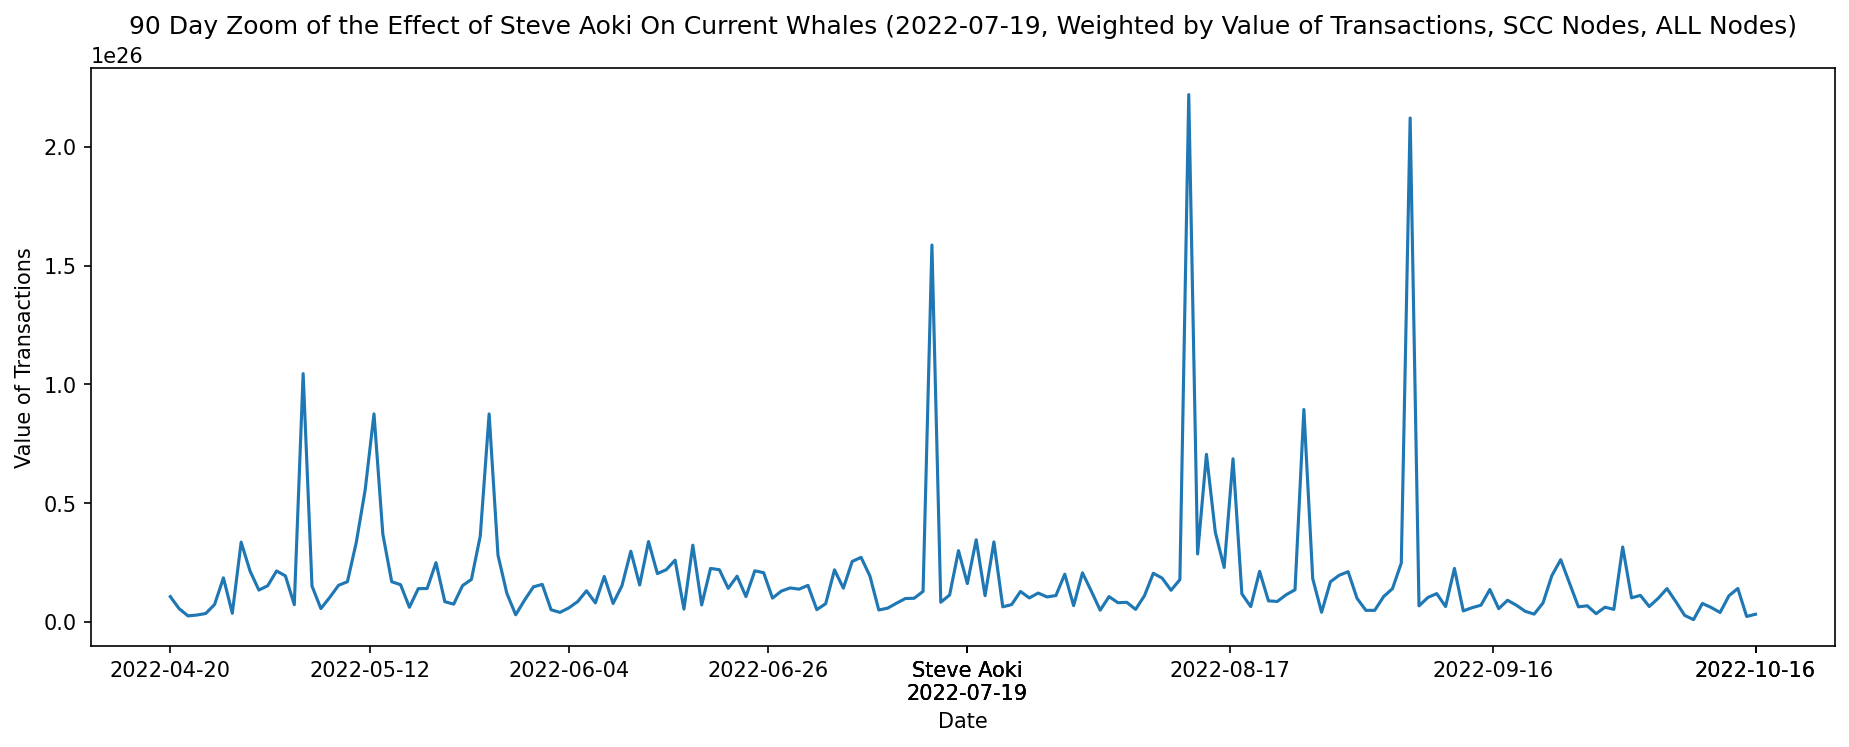 90 Day Zoom of the Effect of Steve Aoki On Current Whales (2022-07-19, Weighted by Value of Transactions, SCC Nodes, ALL Nodes)
1e26
2.0
1.5
1.0
0.5
0.0
Value of Transactions
2022-04-20
2022-05-12
2022-06-04
2022-06-26
Steve Aoki
2022-07-19
2022-08-17
2022-09-16
2022-10-16
Date